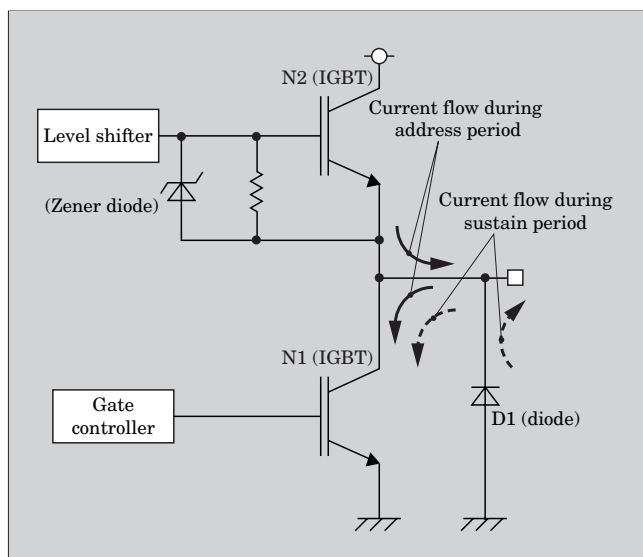 N2 (IGBT)
Current flow during
address period
Level shifter
(Zener diode)
Current flow during
sustain period
N1 (IGBT)
Gate
controller
D1 (diode)